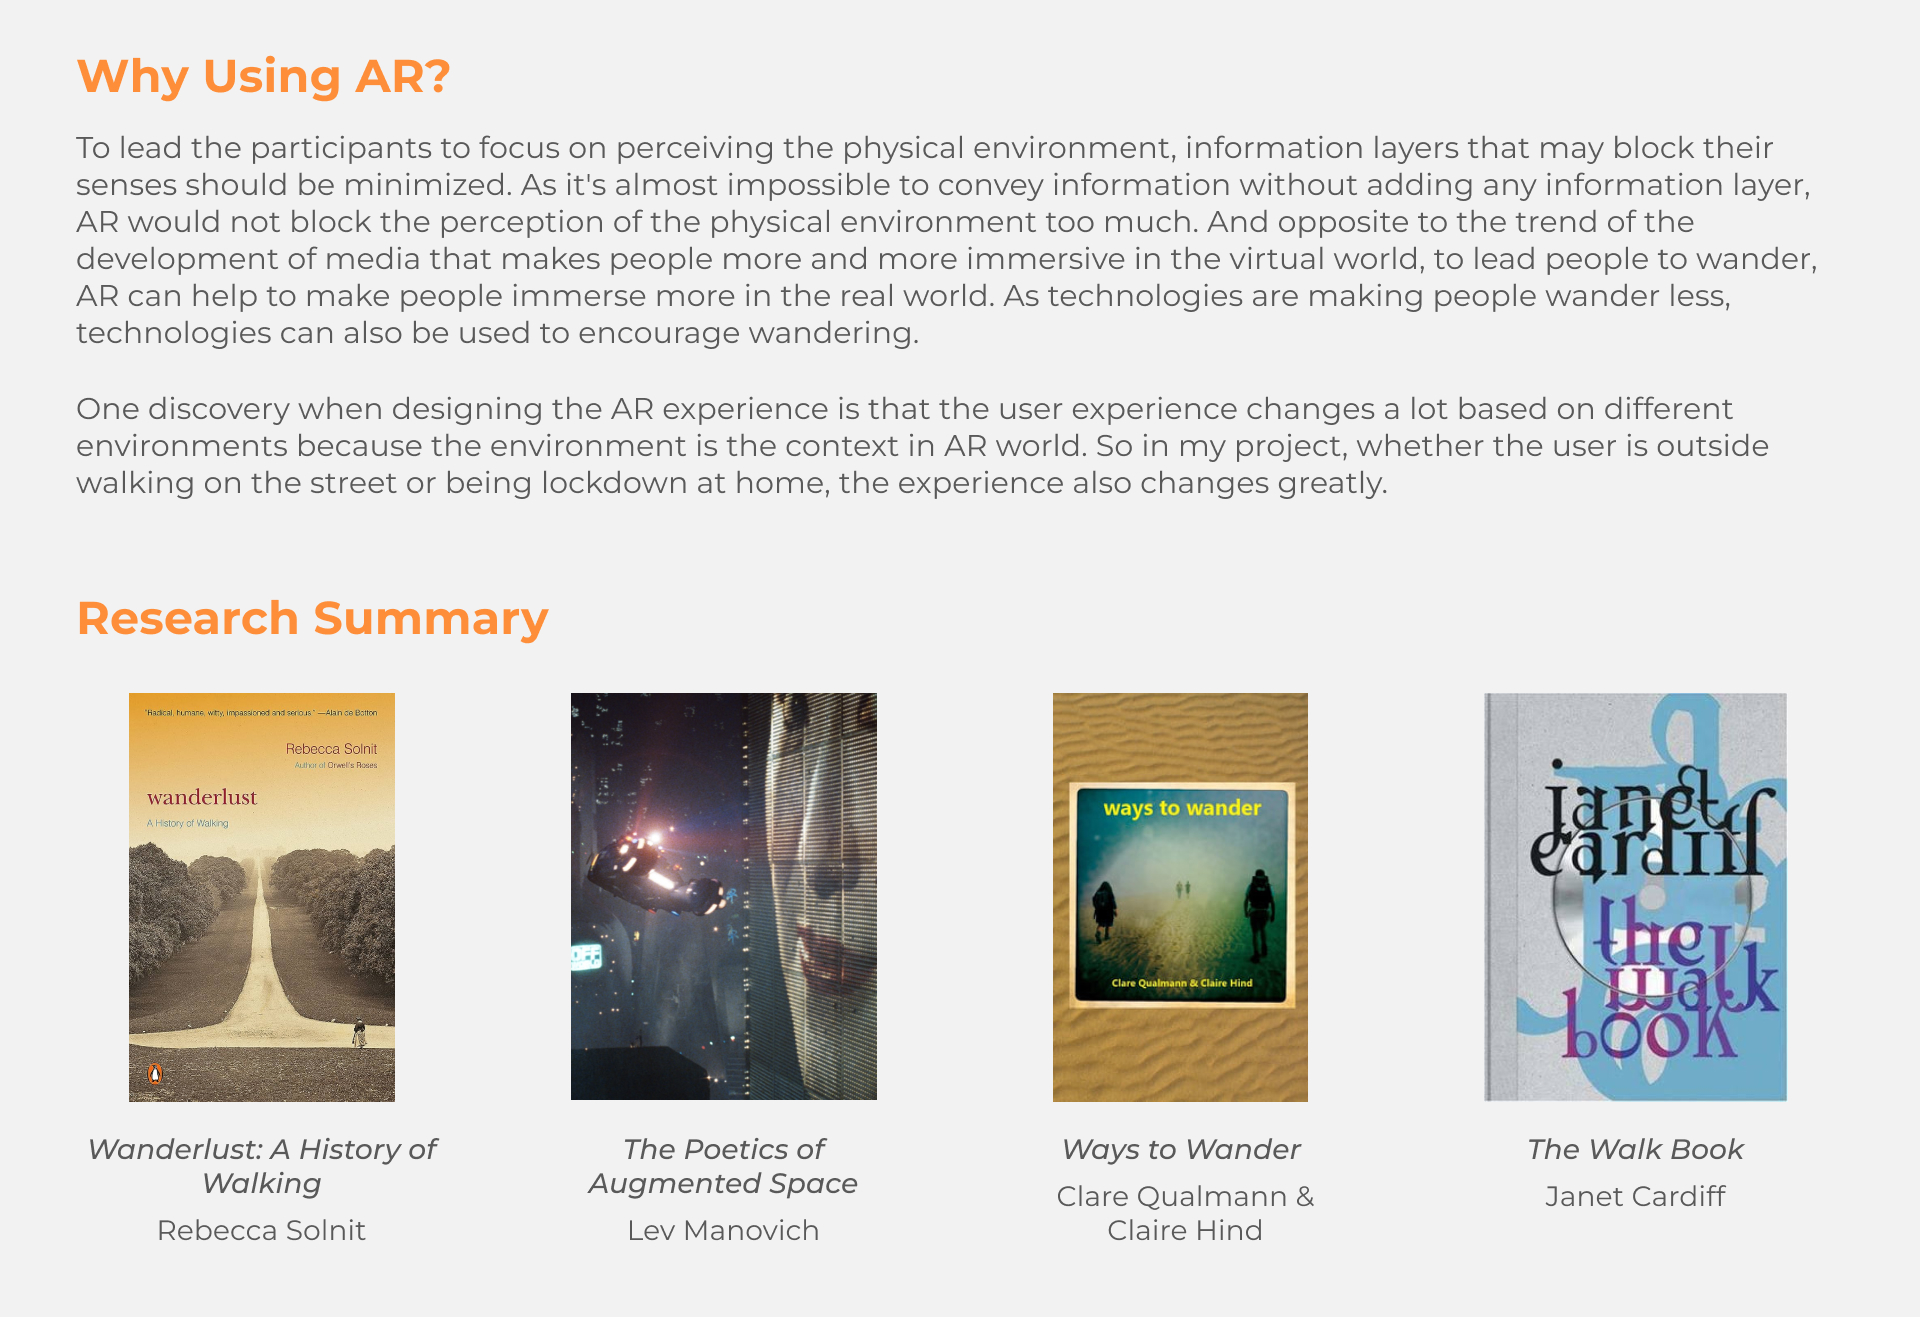 Why Using AR?
To lead the participants to focus on perceiving the physical environment, information layers that may block their
senses should be minimized. As it's almost impossible to convey information without adding any information layer,
AR would not block the perception of the physical environment too much. And opposite to the trend of the
development of media that makes people more and more immersive in the virtual world, to lead people to wander,
AR can help to make people immerse more in the real world. As technologies are making people wander less,
technologies can also be used to encourage wandering.
One discovery when designing the AR experience is that the user experience changes a lot based on different
environments because the environment is the context in AR world. So in my project, whether the user is outside
walking on the street or being lockdown at home, the experience also changes greatly.
Research Summary
"Radical, humane, witty, impassioned and serious." —Alain de Botton
Rebecca Solnit
Author of Orwell's Roses
wanderlust
A History of Walking
ways to wander
Clare Qualmann & Claire Hind
janet
cardiff
the
walk
book
Wanderlust: A History of
Walking
Rebecca Solnit
The Poetics of
Augmented Space
Lev Manovich
Ways to Wander
Clare Qualmann &
Claire Hind
The Walk Book
Janet Cardiff